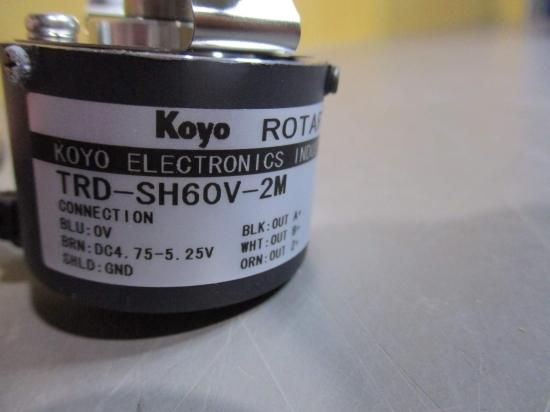 Koyo ROTAR
KOYO ELECTRONICS INDU
TRD-SH60V-2M
CONNECTION
BLU:0V BLK:OUT A
BRN:DC4.75-5.25V WHT:OUT B
SHLD:GND ORN:OUT Z